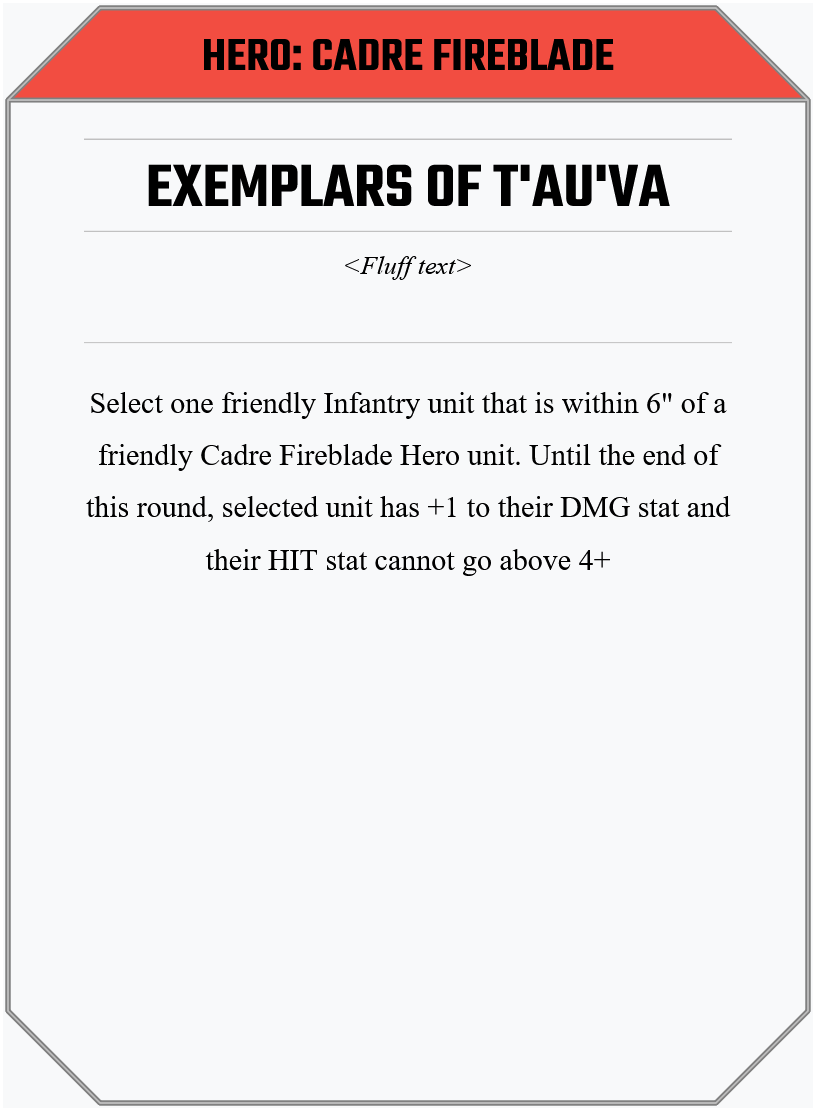 HERO: CADRE FIREBLADE
EXEMPLARS OF T'AU'VA
<Fluff text>
Select one friendly Infantry unit that is within 6" of a
friendly Cadre Fireblade Hero unit. Until the end of
this round, selected unit has +1 to their DMG stat and
their HIT stat cannot go above 4+